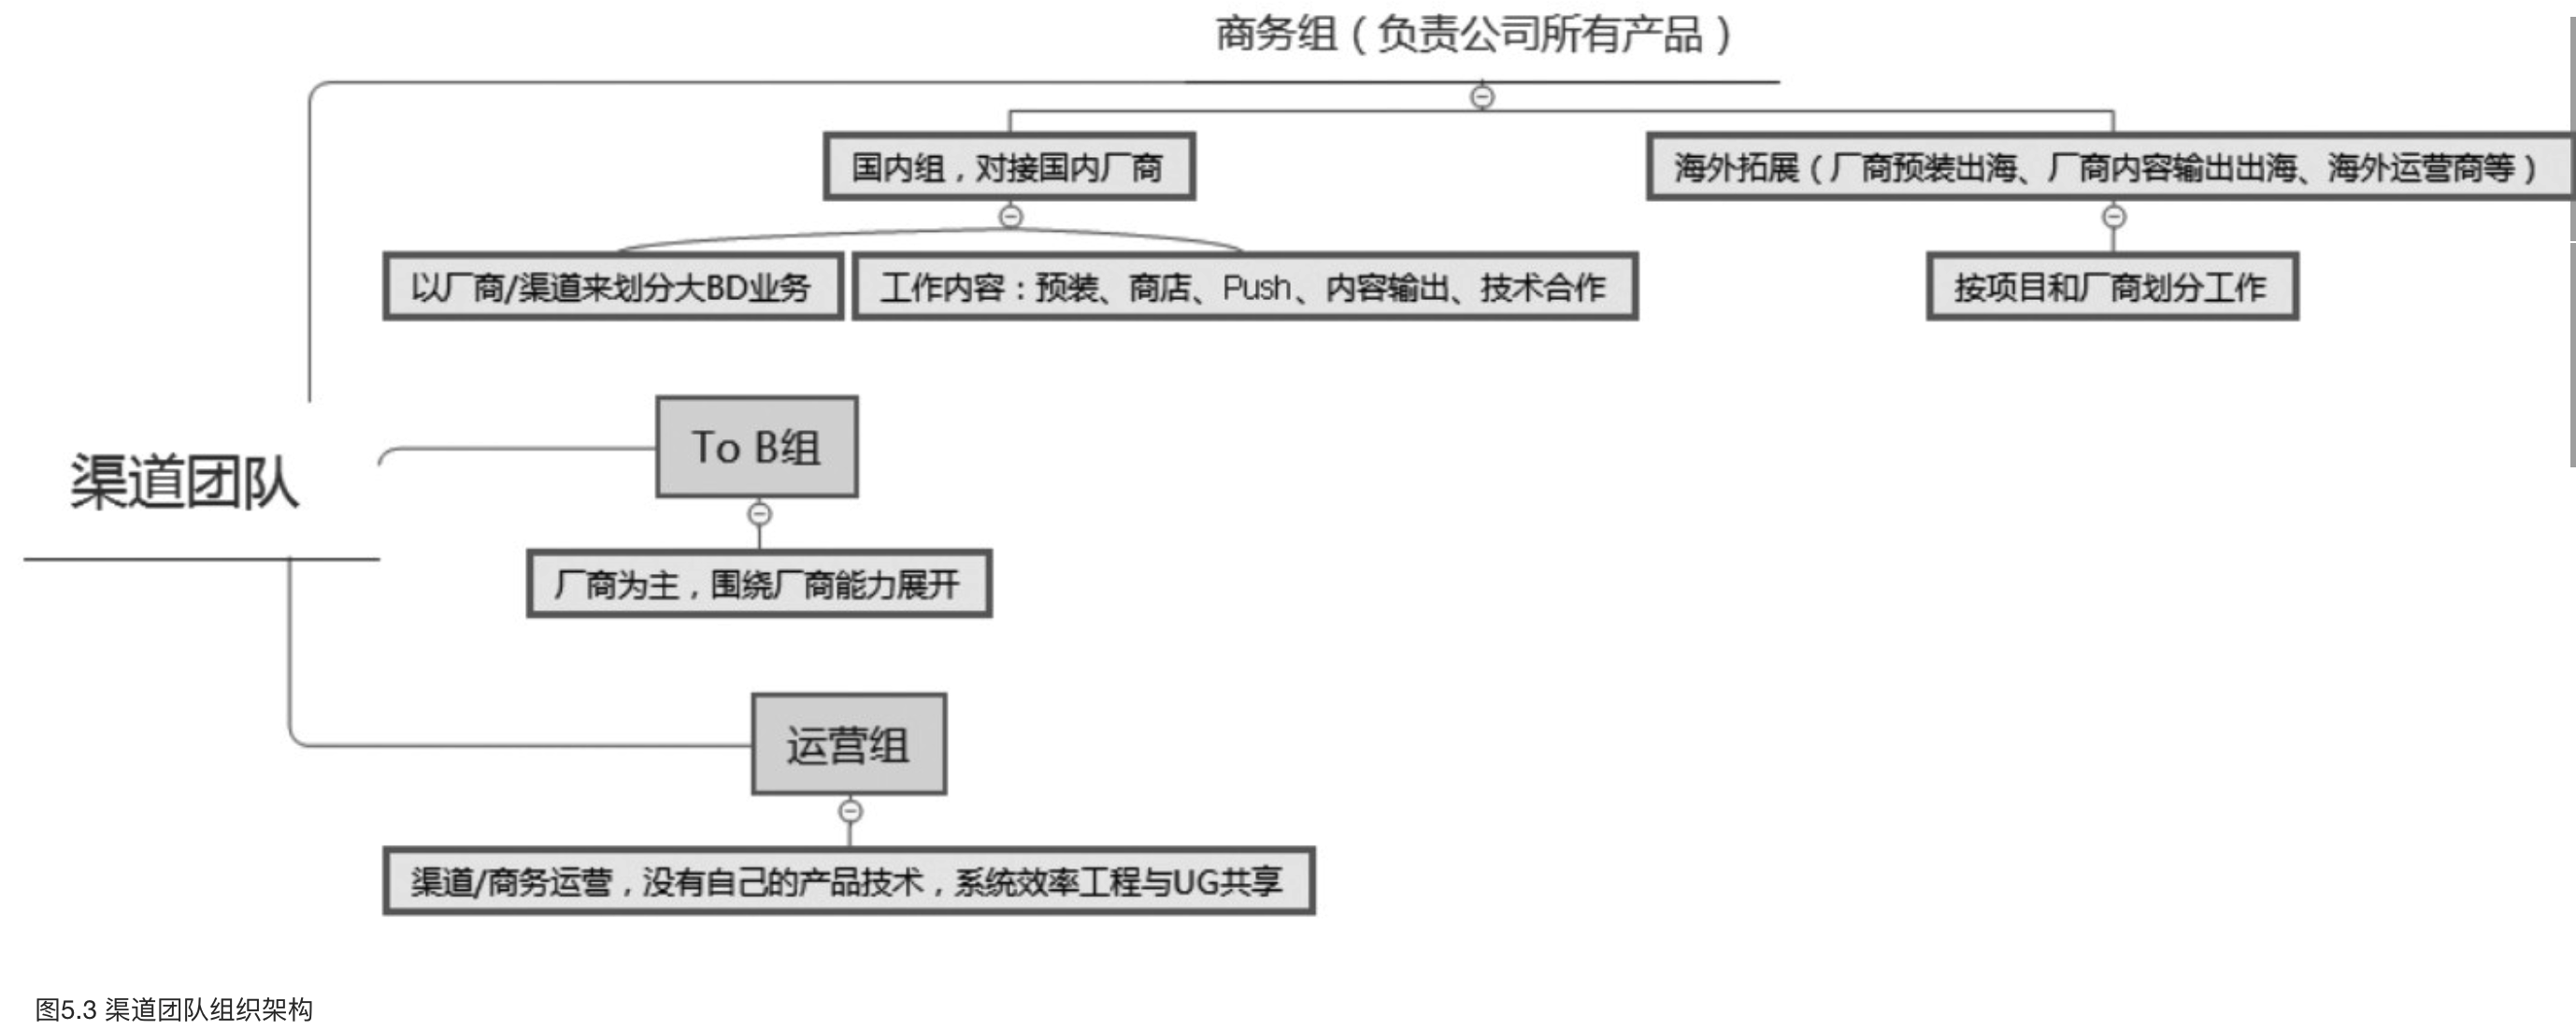 商务组（负责公司所有产品）
国内组，对接国内厂商
海外拓展（厂商预装出海、厂商内容输出出海、海外运营商等）
以厂商/渠道来划分大BD业务
工作内容：预装、商店、Push、内容输出、技术合作
按项目和厂商划分工作
渠道团队
To B组
厂商为主，围绕厂商能力展开
运营组
渠道/商务运营，没有自己的产品技术，系统效率工程与UG共享
图5.3 渠道团队组织架构